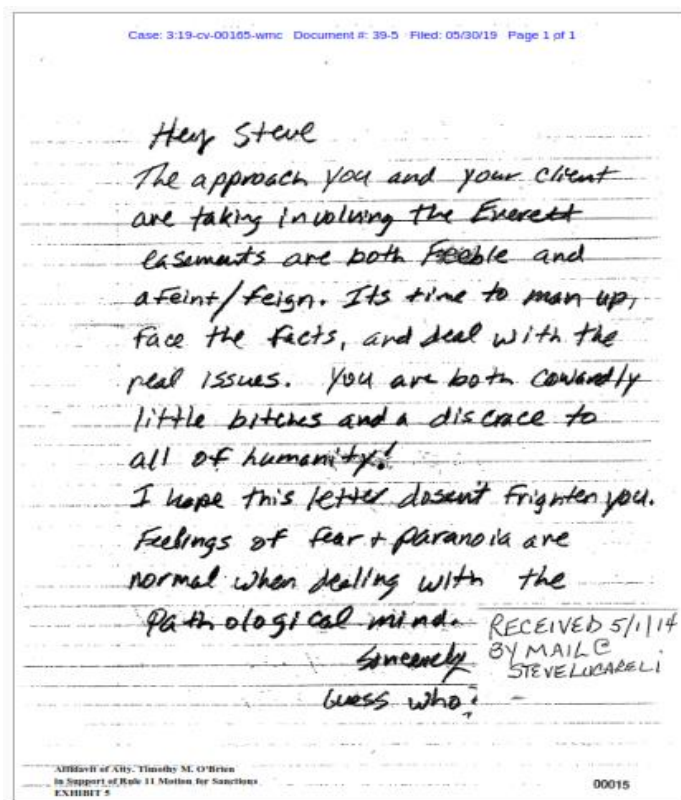 Case: 3:19-cv-00165-wmc Document #: 39-5 Filed: 05/30/19 Page 1 of 1
Hey Steve
The approach you and your client
are taking involving the Everett
easements are both Feeble and
afeint/feign. Its time to man up,
face the facts, and deal with the
real issues. You are both cowardly
little bitches and a discrace to
all of humanity!
I hope this letter dosent frighten you.
Feelings of fear + paranoia are
normal when dealing with the
pathological mind.
Sincerely
Guess who?
RECEIVED 5/1/14
BY MAIL @
STEVE LUCARELI
Affidavit of Atty. Timothy M. O'Brien
in Support of Rule 11 Motion for Sanctions
EXHIBIT 5
00015